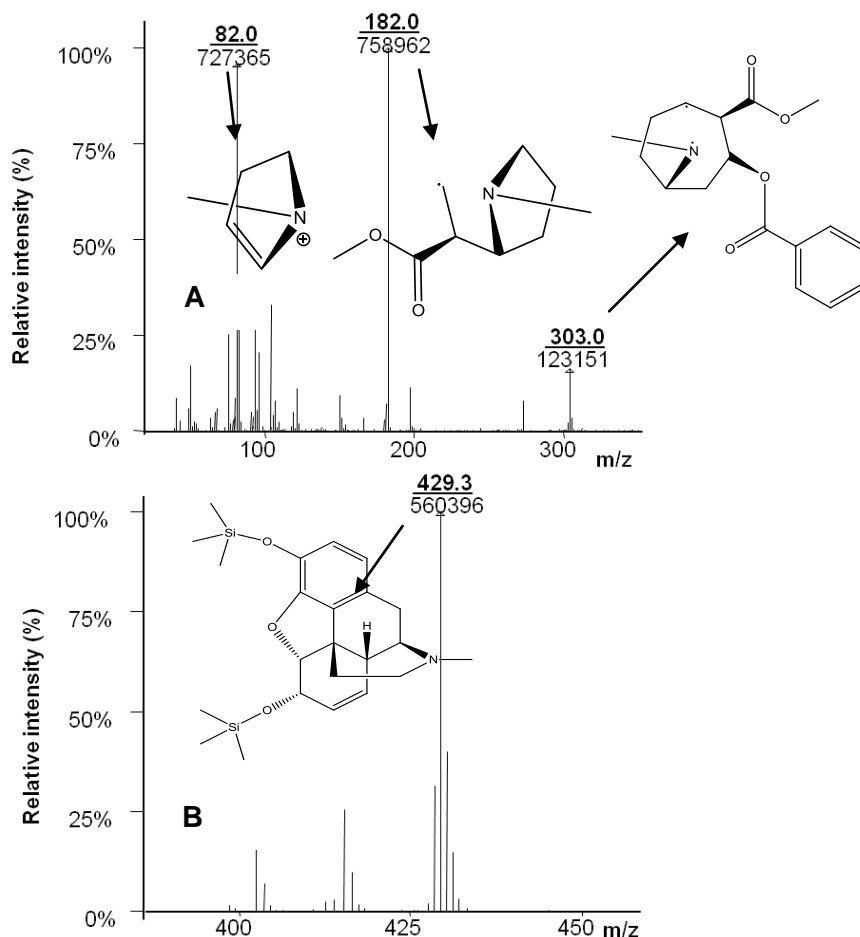 82.0
727365
182.0
758962
303.0
123151
Relative intensity (%)
100%
75%
50%
25%
0%
A
N
⊕
O
O
N
O
O
N
O
O
100
200
300
m/z
429.3
560396
Relative intensity (%)
100%
75%
50%
25%
0%
B
Si
O
O
H
N
O
Si
400
425
450
m/z